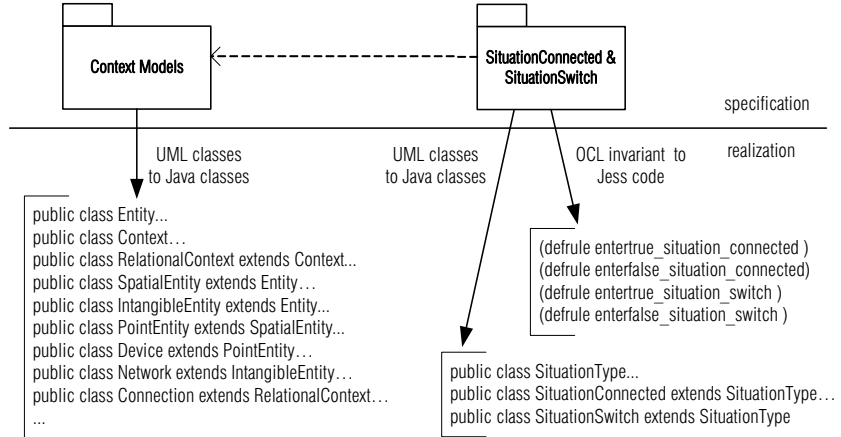 Context Models
SituationConnected &
SituationSwitch
specification
realization
UML classes
to Java classes
UML classes
to Java classes
OCL invariant to
Jess code
public class Entity...
public class Context…
public class RelationalContext extends Context...
public class SpatialEntity extends Entity…
public class IntangibleEntity extends Entity...
public class PointEntity extends SpatialEntity...
public class Device extends PointEntity…
public class Network extends IntangibleEntity…
public class Connection extends RelationalContext…
...
(defrule entertrue_situation_connected )
(defrule enterfalse_situation_connected)
(defrule entertrue_situation_switch )
(defrule enterfalse_situation_switch )
public class SituationType...
public class SituationConnected extends SituationType…
public class SituationSwitch extends SituationType